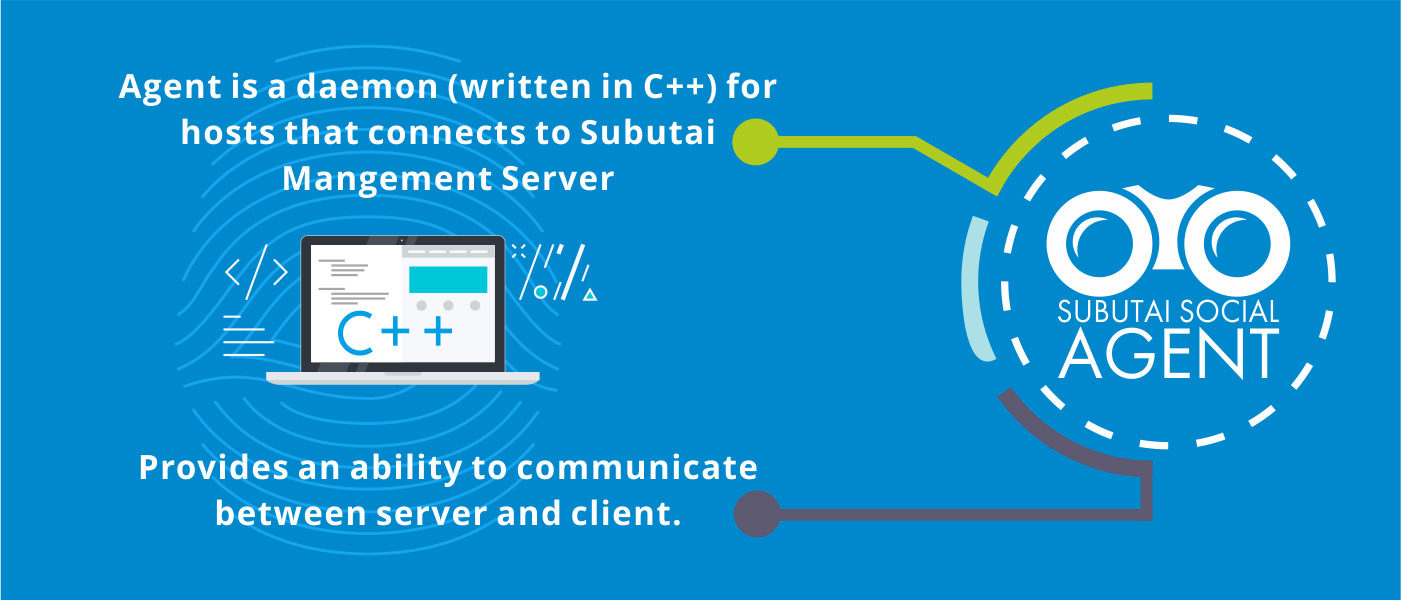 Agent is a daemon (written in C++) for
hosts that connects to Subutai
Mangement Server
</>
C++
SUBUTAI SOCIAL
AGENT
Provides an ability to communicate
between server and client.